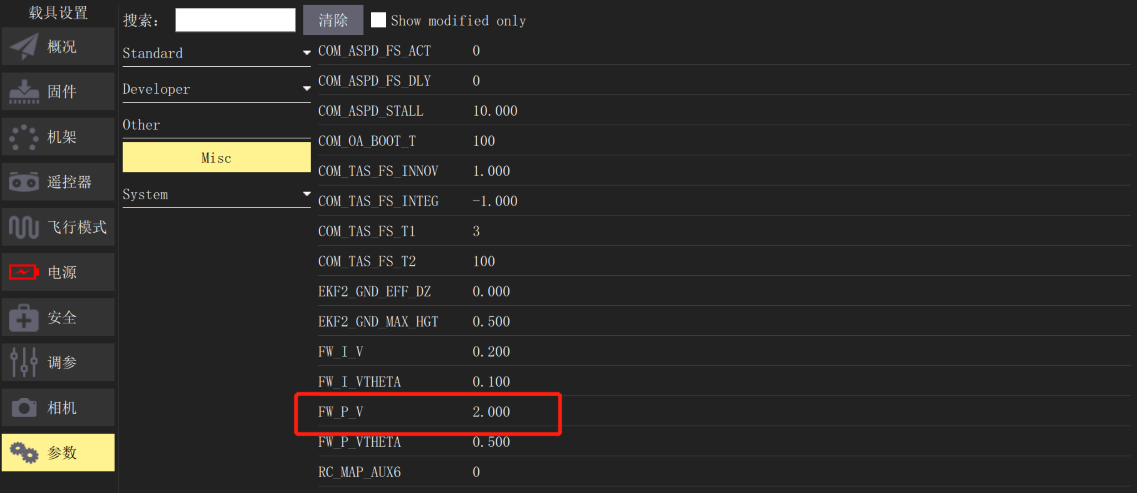 载具设置
搜索：
清除
Show modified only
概况
固件
机架
遥控器
飞行模式
电源
安全
调参
相机
参数
Standard
Developer
Other
Misc
System
COM_ASPD_FS_ACT 0
COM_ASPD_FS_DLY 0
COM_ASPD_STALL 10.000
COM_OA_BOOT_T 100
COM_TAS_FS_INNOV 1.000
COM_TAS_FS_INTEG -1.000
COM_TAS_FS_T1 3
COM_TAS_FS_T2 100
EKF2_GND_EFF_DZ 0.000
EKF2_GND_MAX_HGT 0.500
FW_I_V 0.200
FW_I_VTHETA 0.100
FW_P_V 2.000
FW_P_VTHETA 0.500
RC_MAP_AUX6 0